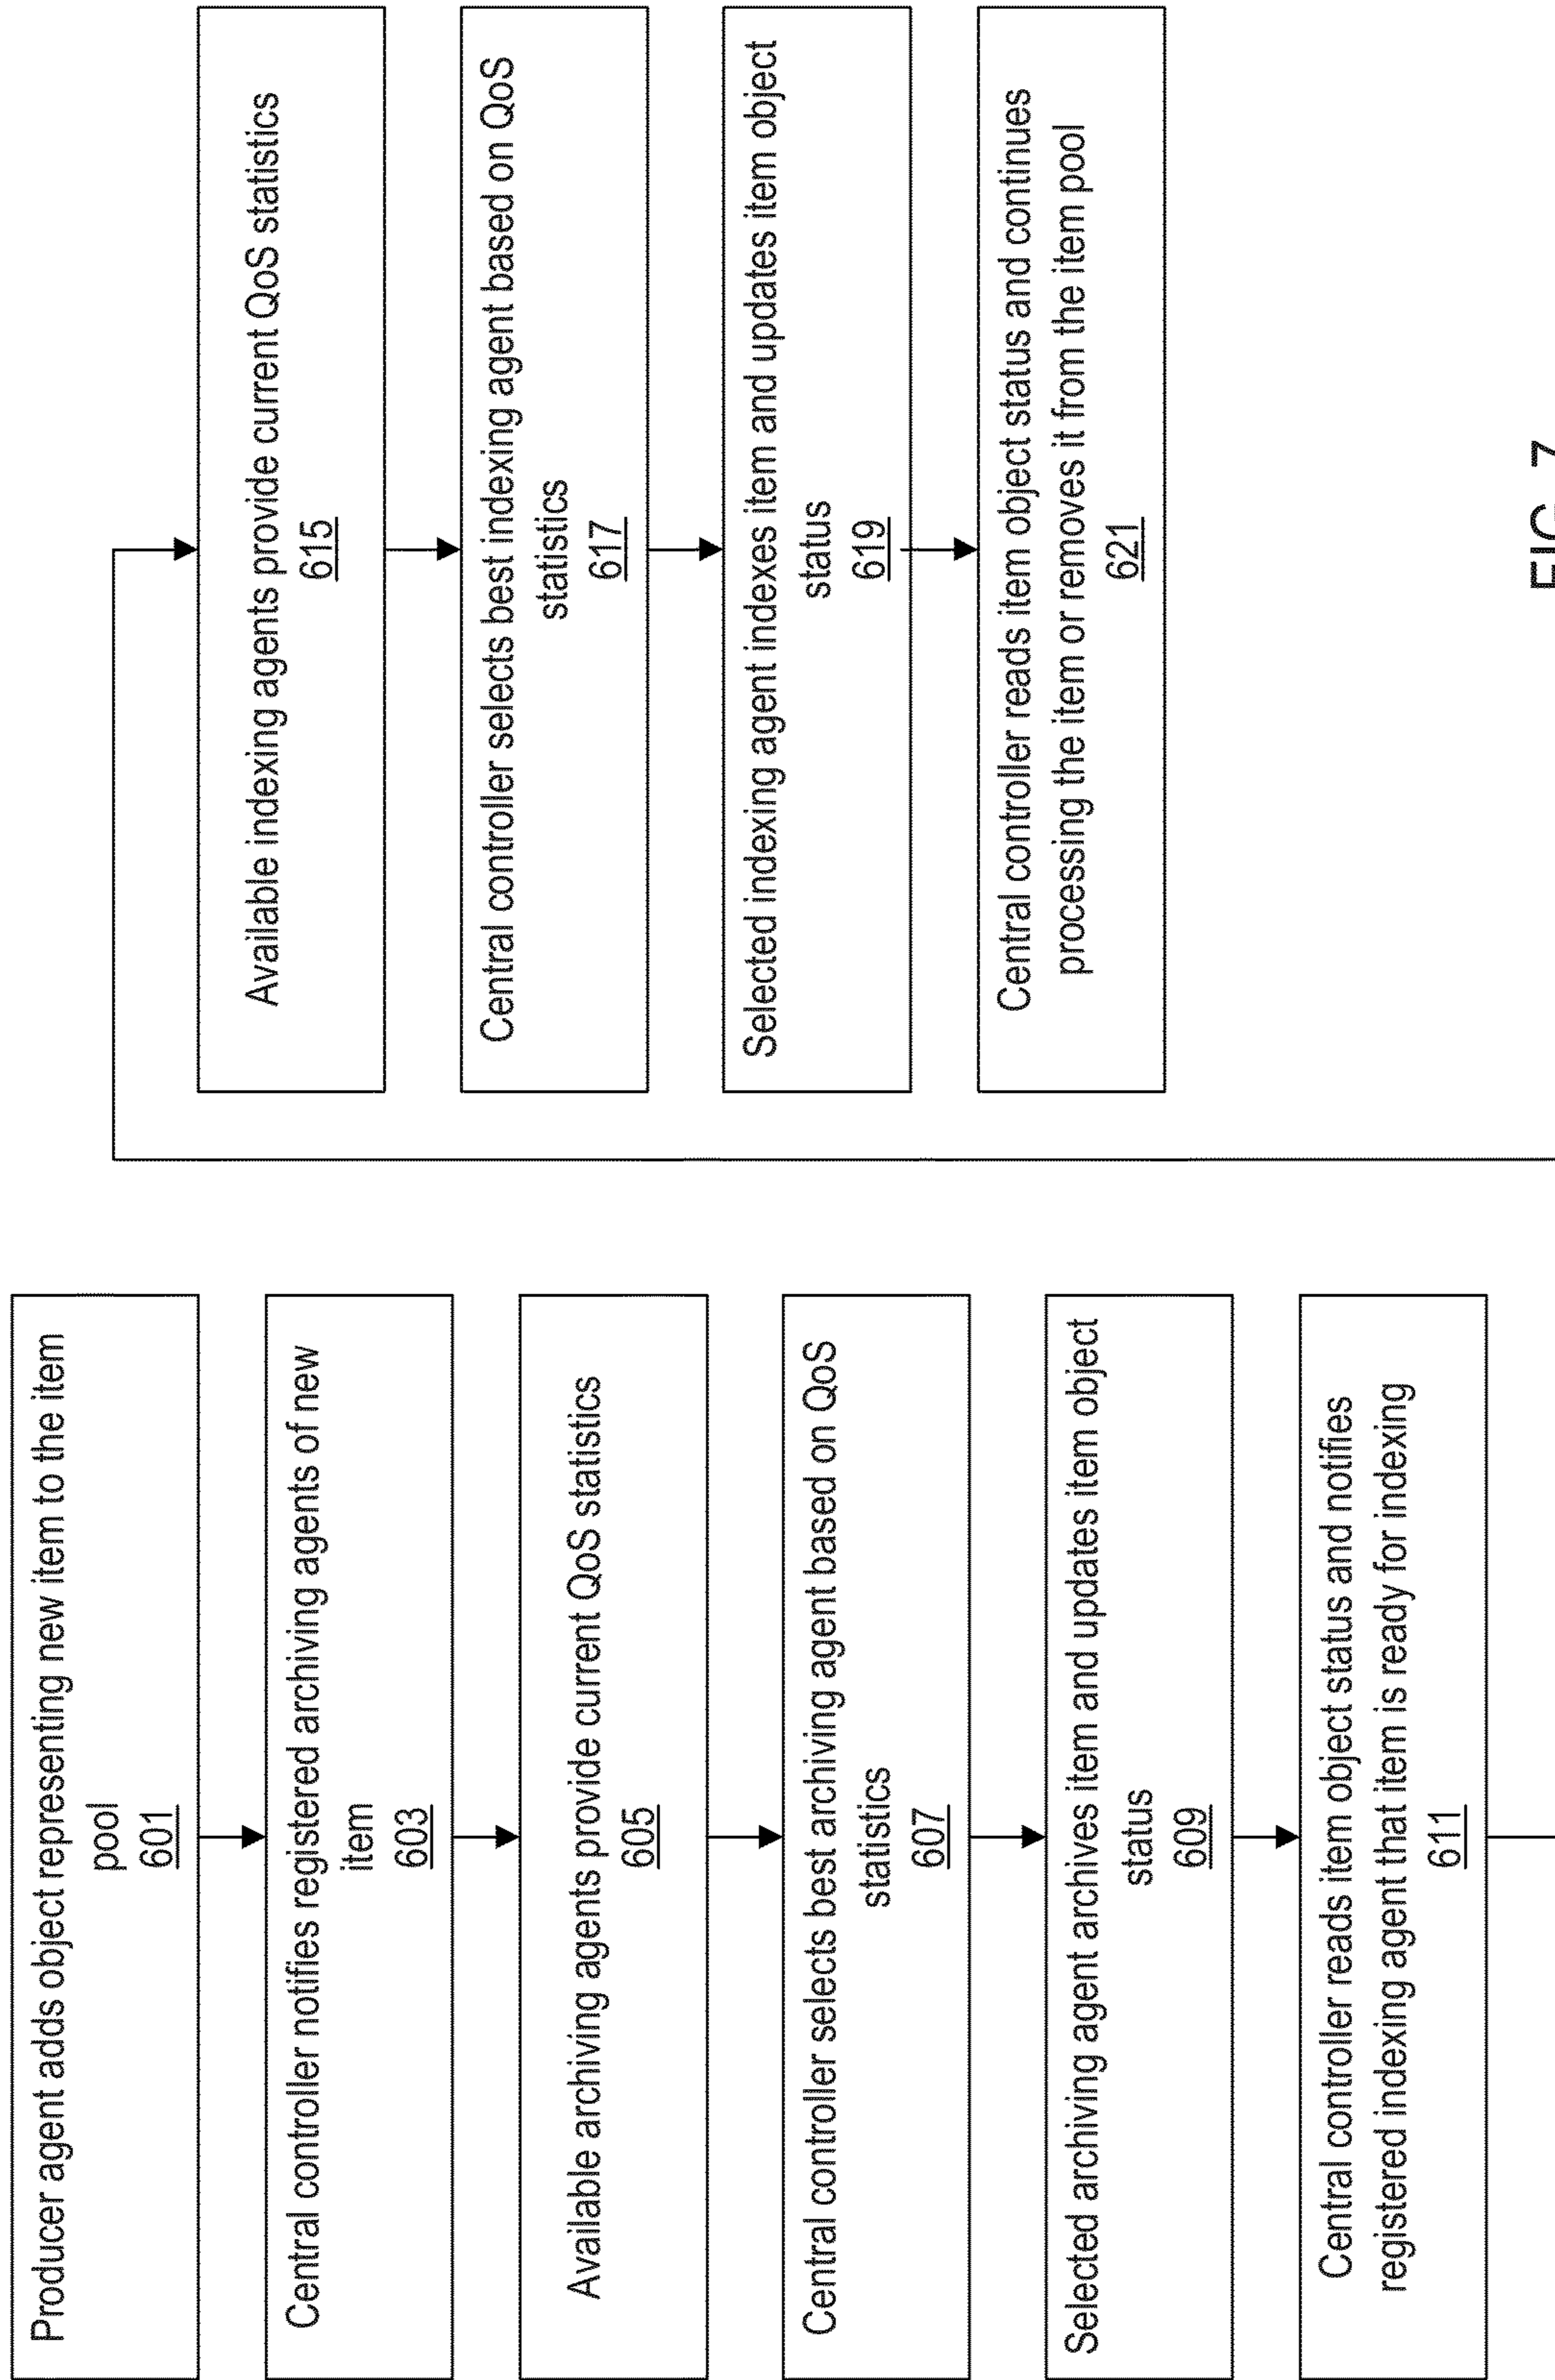 Producer agent adds object representing new item to the item
pool
601
Central controller notifies registered archiving agents of new
item
603
Available archiving agents provide current QoS statistics
605
Central controller selects best archiving agent based on QoS
statistics
607
Selected archiving agent archives item and updates item object
status
609
Central controller reads item object status and notifies
registered indexing agent that item is ready for indexing
611
Available indexing agents provide current QoS statistics
615
Central controller selects best indexing agent based on QoS
statistics
617
Selected indexing agent indexes item and updates item object
status
619
Central controller reads item object status and continues
processing the item or removes it from the item pool
621
FIG. 7